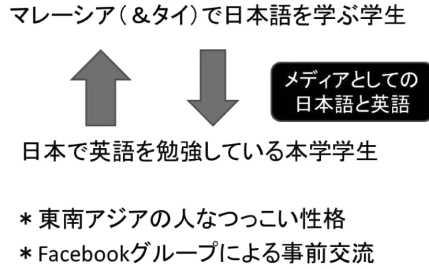 マレーシア(&タイ)で日本語を学ぶ学生
メディアとしての
日本語と英語
日本で英語を勉強している本学学生
＊東南アジアの人なつっこい性格
＊Facebookグループによる事前交流